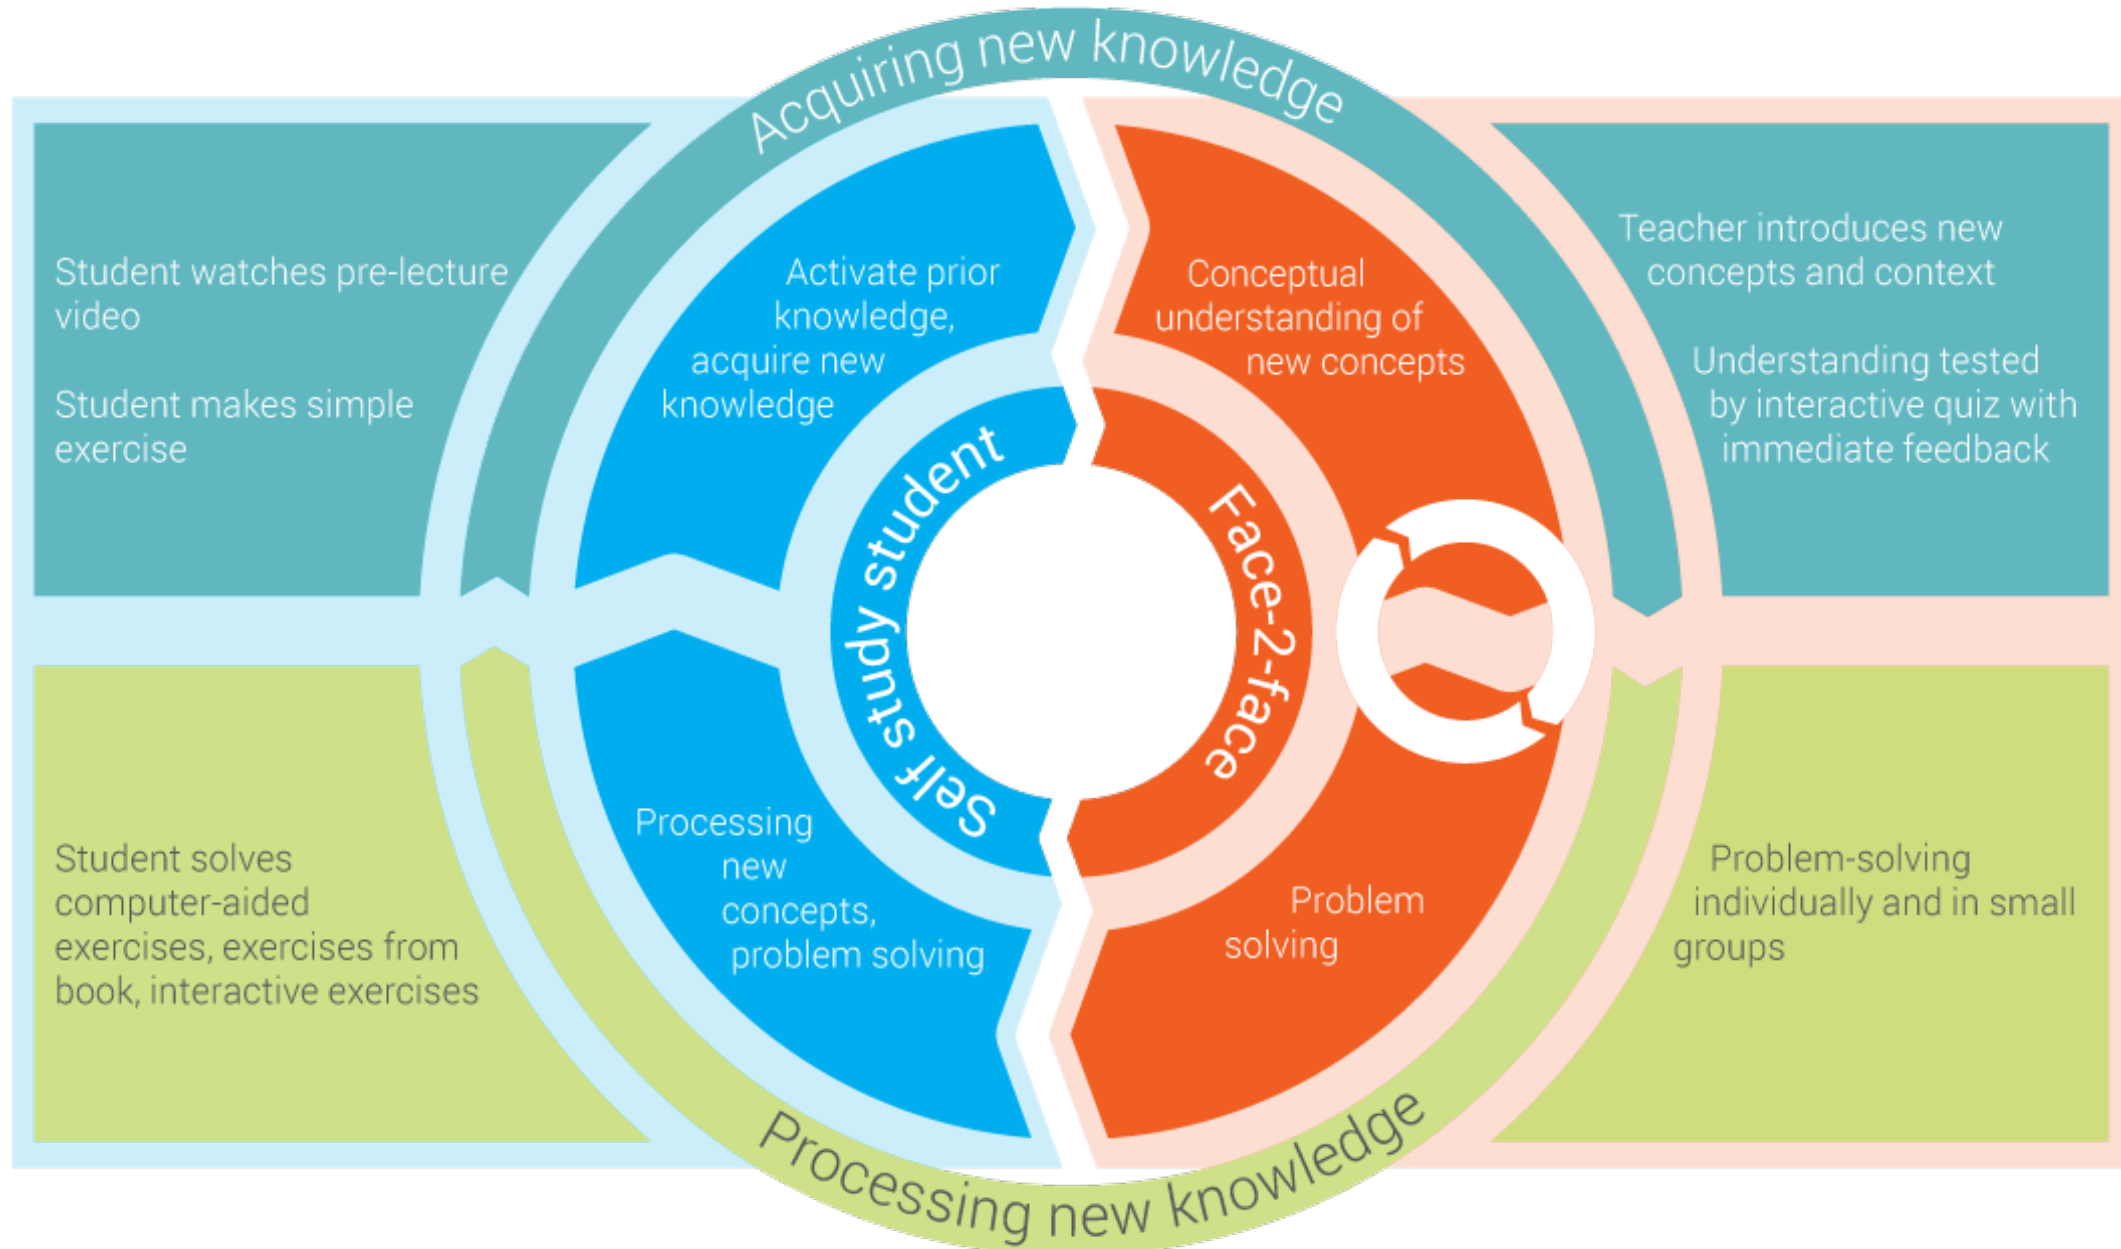 Acquiring new knowledge
Student watches pre-lecture
video
Student makes simple
exercise
Activate prior
knowledge,
acquire new
knowledge
Conceptual
understanding of
new concepts
Teacher introduces new
concepts and context
Understanding tested
by interactive quiz with
immediate feedback
Self study student
Face-2-face
Student solves
computer-aided
exercises, exercises from
book, interactive exercises
Processing
new
concepts,
problem solving
Problem
solving
Problem-solving
individually and in small
groups
Processing new knowledge